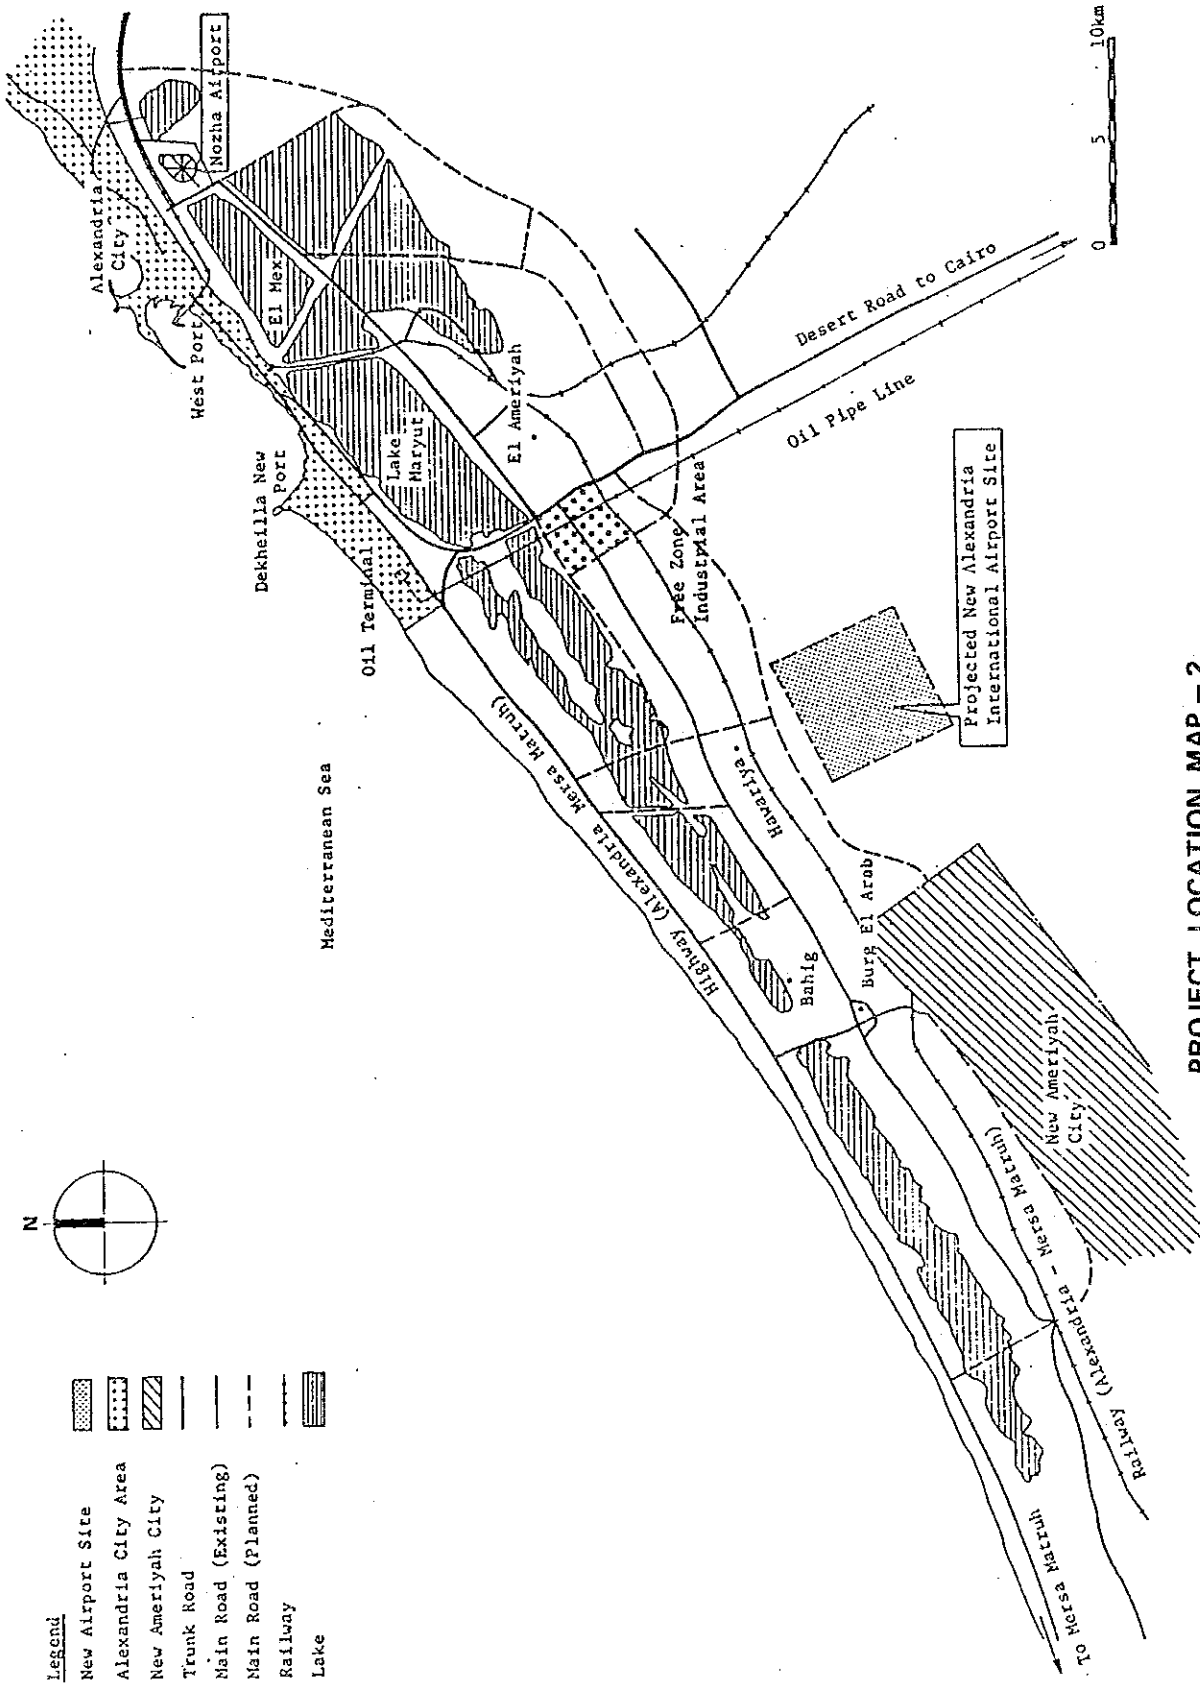 Legend
New Airport Site
Alexandria City Area
New Ameriyah City
Trunk Road
Main Road (Existing)
Main Road (Planned)
Railway
Lake
N
Mediterranean Sea
Alexandria
City
Nozha Airport
West Port
El Mex
Dekheilla New
Port
Lake
Maryut
Oil Terminal
El Ameriyah
Free Zone
Industrial Area
Desert Road to Cairo
Oil Pipe Line
Highway (Alexandria Mersa Matruh)
Hawariya
Bahig
Burg El Arab
Projected New Alexandria
International Airport Site
New Ameriyah
City
Railway (Alexandria - Mersa Matruh)
To Mersa Matruh
0 5 10km
PROJECT LOCATION MAP – 2